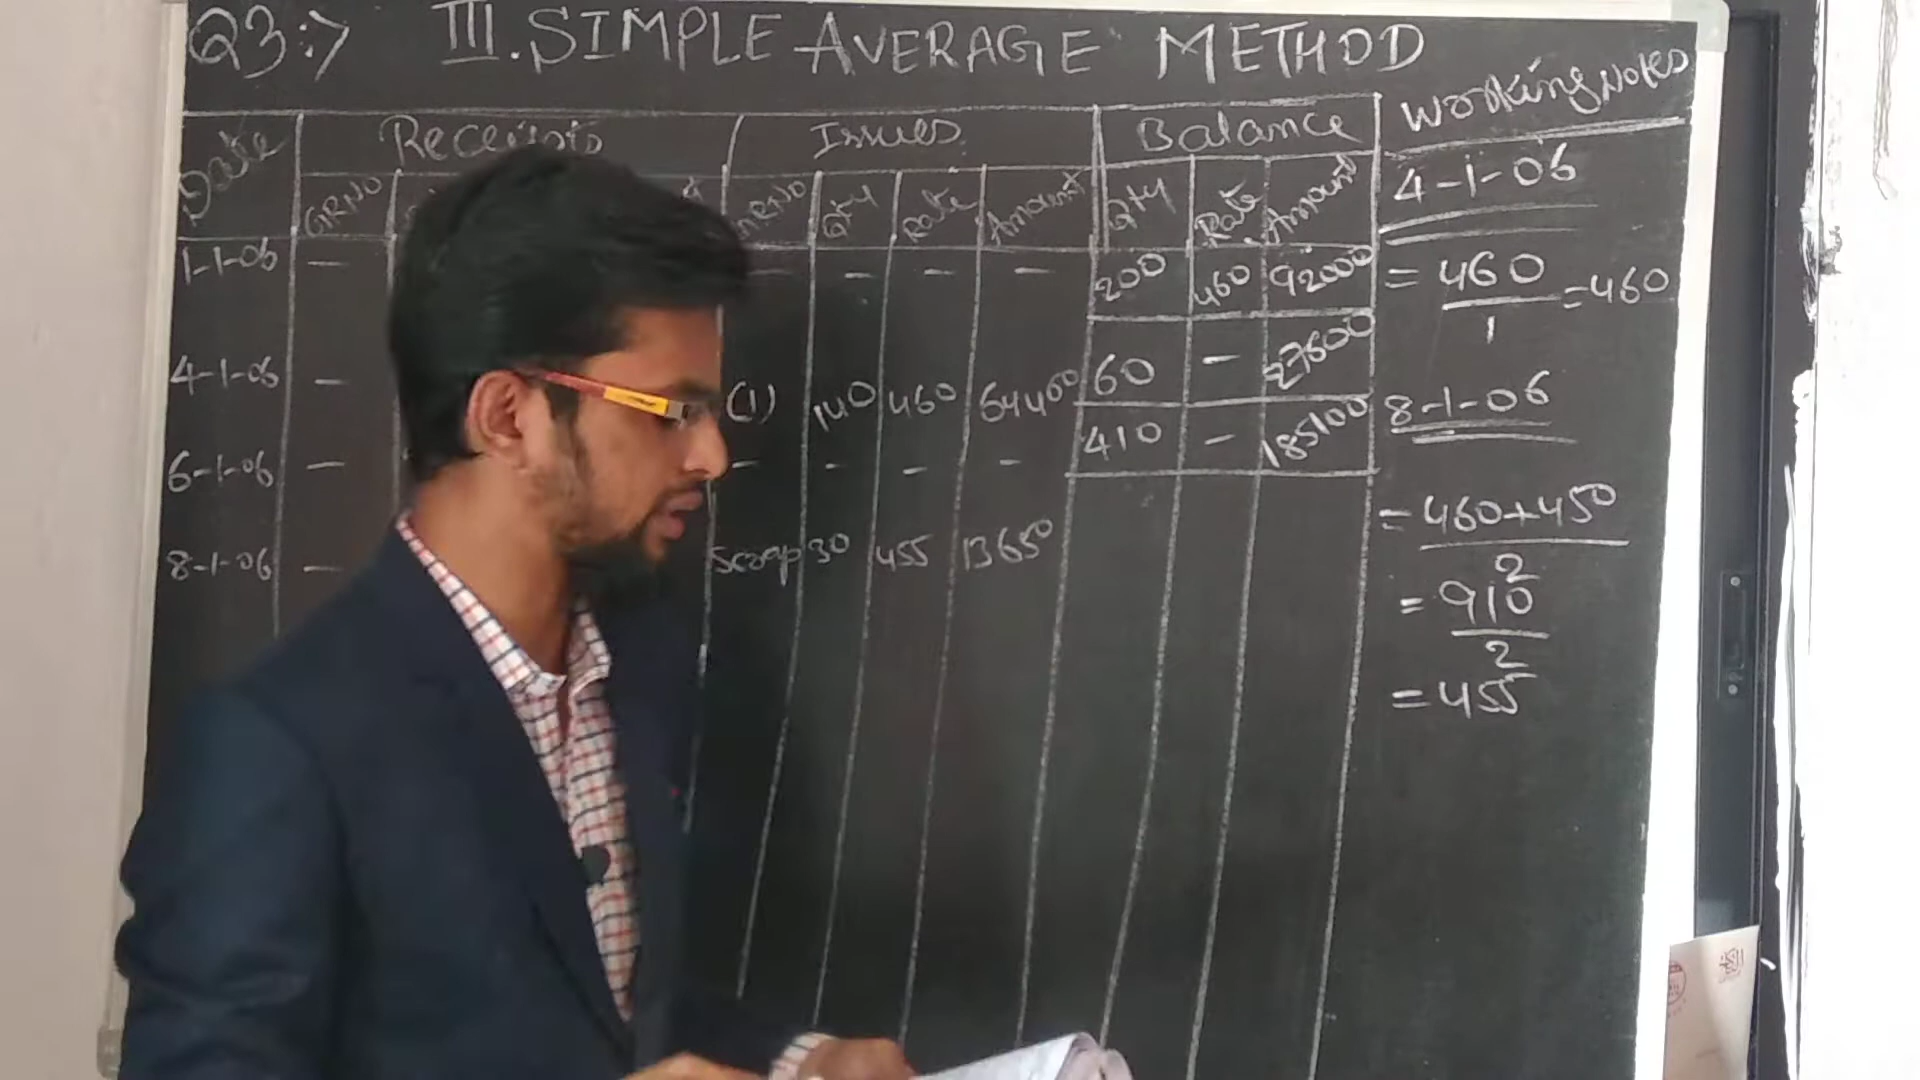 Q3:-> III. SIMPLE AVERAGE METHOD
Working Notes
Date Receipts Issues Balance
GRNO MRNO Qty Rate Amount Qty Rate Amount
4-1-06
1-1-06 — — — — — 200 460 92000
= 460/1 = 460
4-1-06 — (1) 140 460 64400 60 — 27600
8-1-06
6-1-06 — — — — — 410 — 185100
= 460+450/2
8-1-06 — Scrap 30 455 13650
= 910/2
= 455